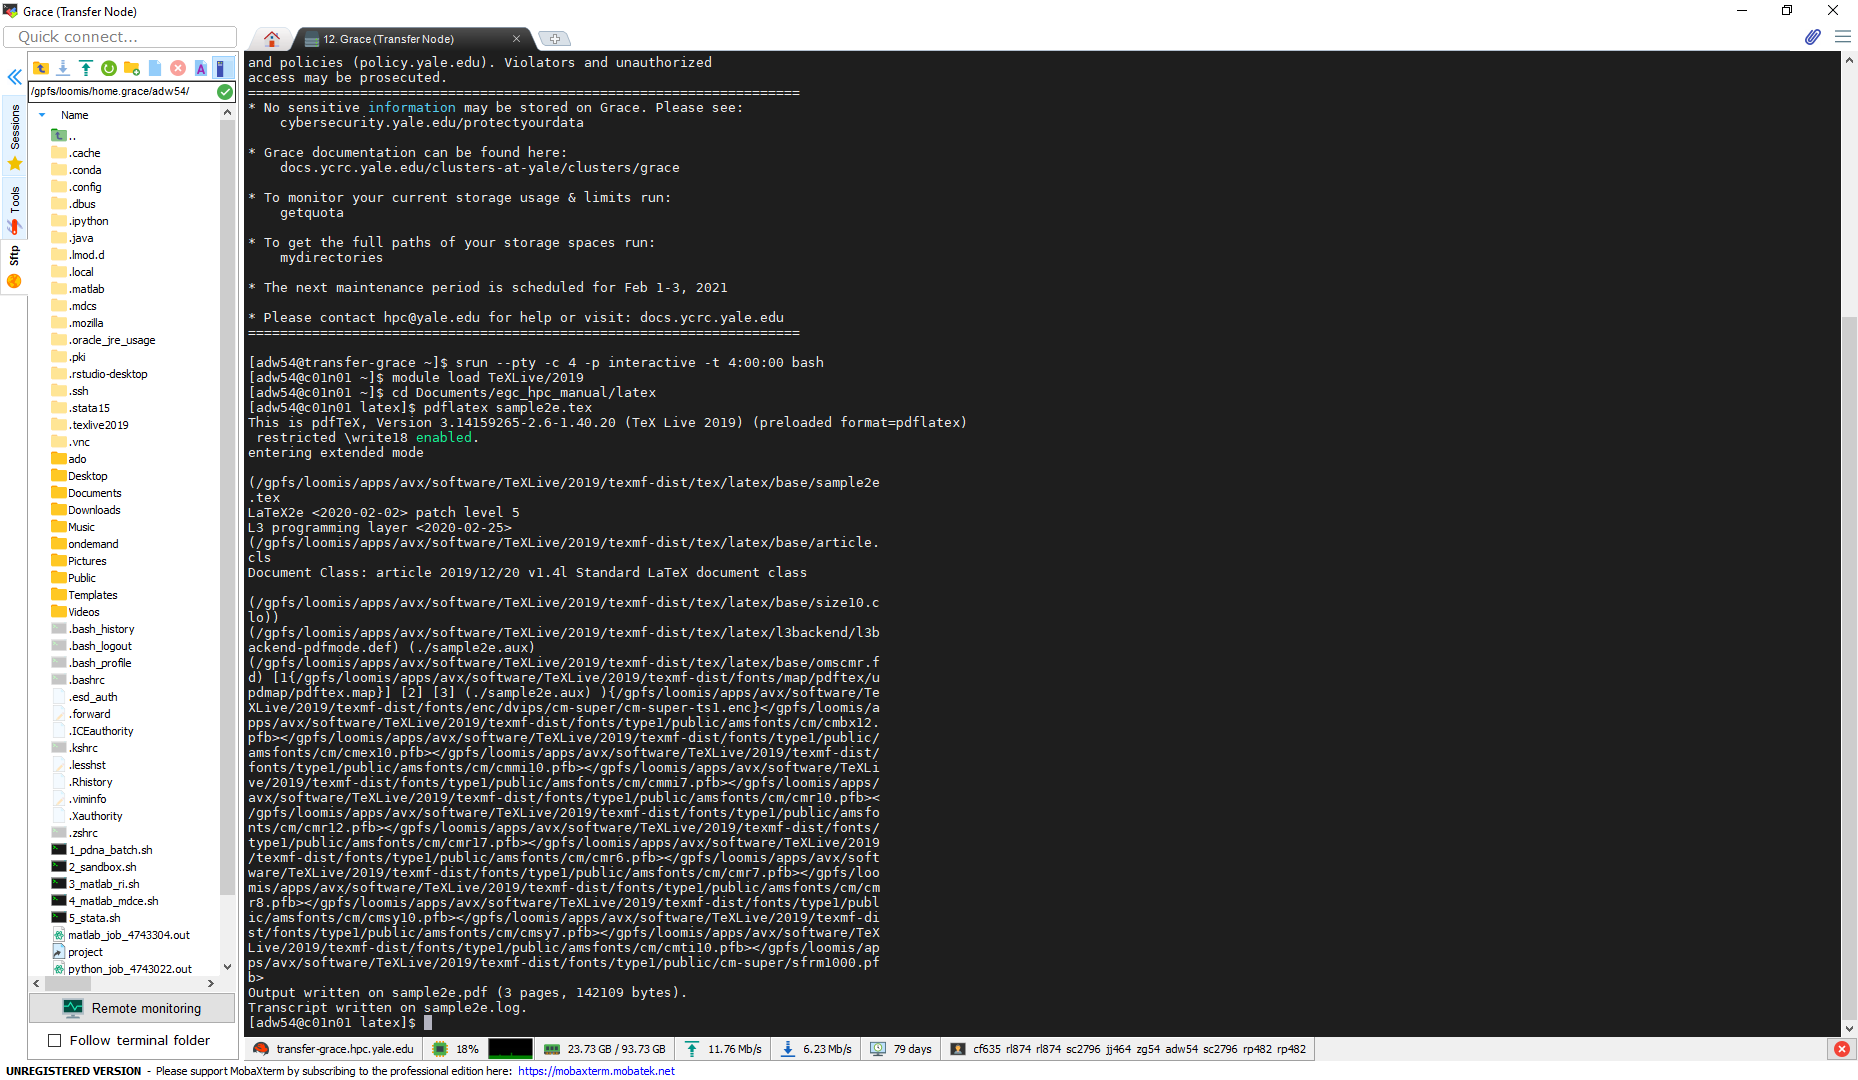 Grace (Transfer Node)
Quick connect...
12. Grace (Transfer Node)
/gpfs/loomis/home.grace/adw54/
Sessions
Tools
Sftp
Name
..
.cache
.conda
.config
.dbus
.ipython
.java
.lmod.d
.local
.matlab
.mdcs
.mozilla
.oracle_jre_usage
.pki
.rstudio-desktop
.ssh
.stata15
.texlive2019
.vnc
ado
Desktop
Documents
Downloads
Music
ondemand
Pictures
Public
Templates
Videos
.bash_history
.bash_logout
.bash_profile
.bashrc
.esd_auth
.forward
.ICEauthority
.kshrc
.lesshst
.Rhistory
.viminfo
.Xauthority
.zshrc
1_pdna_batch.sh
2_sandbox.sh
3_matlab_ri.sh
4_matlab_mdce.sh
5_stata.sh
matlab_job_4743304.out
project
python_job_4743022.out
Remote monitoring
Follow terminal folder
and policies (policy.yale.edu). Violators and unauthorized
access may be prosecuted.
=====================================================================
* No sensitive information may be stored on Grace. Please see:
cybersecurity.yale.edu/protectyourdata
* Grace documentation can be found here:
docs.ycrc.yale.edu/clusters-at-yale/clusters/grace
* To monitor your current storage usage & limits run:
getquota
* To get the full paths of your storage spaces run:
mydirectories
* The next maintenance period is scheduled for Feb 1-3, 2021
* Please contact hpc@yale.edu for help or visit: docs.ycrc.yale.edu
=====================================================================
[adw54@transfer-grace ~]$ srun --pty -c 4 -p interactive -t 4:00:00 bash
[adw54@c01n01 ~]$ module load TeXLive/2019
[adw54@c01n01 ~]$ cd Documents/egc_hpc_manual/latex
[adw54@c01n01 latex]$ pdflatex sample2e.tex
This is pdfTeX, Version 3.14159265-2.6-1.40.20 (TeX Live 2019) (preloaded format=pdflatex)
restricted \write18 enabled.
entering extended mode
(/gpfs/loomis/apps/avx/software/TeXLive/2019/texmf-dist/tex/latex/base/sample2e
.tex
LaTeX2e <2020-02-02> patch level 5
L3 programming layer <2020-02-25>
(/gpfs/loomis/apps/avx/software/TeXLive/2019/texmf-dist/tex/latex/base/article.
cls
Document Class: article 2019/12/20 v1.4l Standard LaTeX document class
(/gpfs/loomis/apps/avx/software/TeXLive/2019/texmf-dist/tex/latex/base/size10.c
lo))
(/gpfs/loomis/apps/avx/software/TeXLive/2019/texmf-dist/tex/latex/l3backend/l3b
ackend-pdfmode.def) (./sample2e.aux)
(/gpfs/loomis/apps/avx/software/TeXLive/2019/texmf-dist/tex/latex/base/omscmr.f
d) [1{/gpfs/loomis/apps/avx/software/TeXLive/2019/texmf-dist/fonts/map/pdftex/u
pdmap/pdftex.map}] [2] [3] (./sample2e.aux) ){/gpfs/loomis/apps/avx/software/Te
XLive/2019/texmf-dist/fonts/enc/dvips/cm-super/cm-super-ts1.enc}</gpfs/loomis/a
pps/avx/software/TeXLive/2019/texmf-dist/fonts/type1/public/amsfonts/cm/cmbx12.
pfb></gpfs/loomis/apps/avx/software/TeXLive/2019/texmf-dist/fonts/type1/public/
amsfonts/cm/cmex10.pfb></gpfs/loomis/apps/avx/software/TeXLive/2019/texmf-dist/
fonts/type1/public/amsfonts/cm/cmmi10.pfb></gpfs/loomis/apps/avx/software/TeXLi
ve/2019/texmf-dist/fonts/type1/public/amsfonts/cm/cmmi7.pfb></gpfs/loomis/apps/
avx/software/TeXLive/2019/texmf-dist/fonts/type1/public/amsfonts/cm/cmr10.pfb><
/gpfs/loomis/apps/avx/software/TeXLive/2019/texmf-dist/fonts/type1/public/amsfo
nts/cm/cmr12.pfb></gpfs/loomis/apps/avx/software/TeXLive/2019/texmf-dist/fonts/
type1/public/amsfonts/cm/cmr17.pfb></gpfs/loomis/apps/avx/software/TeXLive/2019
/texmf-dist/fonts/type1/public/amsfonts/cm/cmr6.pfb></gpfs/loomis/apps/avx/soft
ware/TeXLive/2019/texmf-dist/fonts/type1/public/amsfonts/cm/cmr7.pfb></gpfs/loo
mis/apps/avx/software/TeXLive/2019/texmf-dist/fonts/type1/public/amsfonts/cm/cm
r8.pfb></gpfs/loomis/apps/avx/software/TeXLive/2019/texmf-dist/fonts/type1/publ
ic/amsfonts/cm/cmsy10.pfb></gpfs/loomis/apps/avx/software/TeXLive/2019/texmf-di
st/fonts/type1/public/amsfonts/cm/cmsy7.pfb></gpfs/loomis/apps/avx/software/TeX
Live/2019/texmf-dist/fonts/type1/public/amsfonts/cm/cmti10.pfb></gpfs/loomis/ap
ps/avx/software/TeXLive/2019/texmf-dist/fonts/type1/public/cm-super/sfrm1000.pf
b>
Output written on sample2e.pdf (3 pages, 142109 bytes).
Transcript written on sample2e.log.
[adw54@c01n01 latex]$
transfer-grace.hpc.yale.edu 18% 23.73 GB / 93.73 GB 11.76 Mb/s 6.23 Mb/s 79 days cf635 rl874 rl874 sc2796 jj464 zg54 adw54 sc2796 rp482 rp482
UNREGISTERED VERSION - Please support MobaXterm by subscribing to the professional edition here: https://mobaxterm.mobatek.net